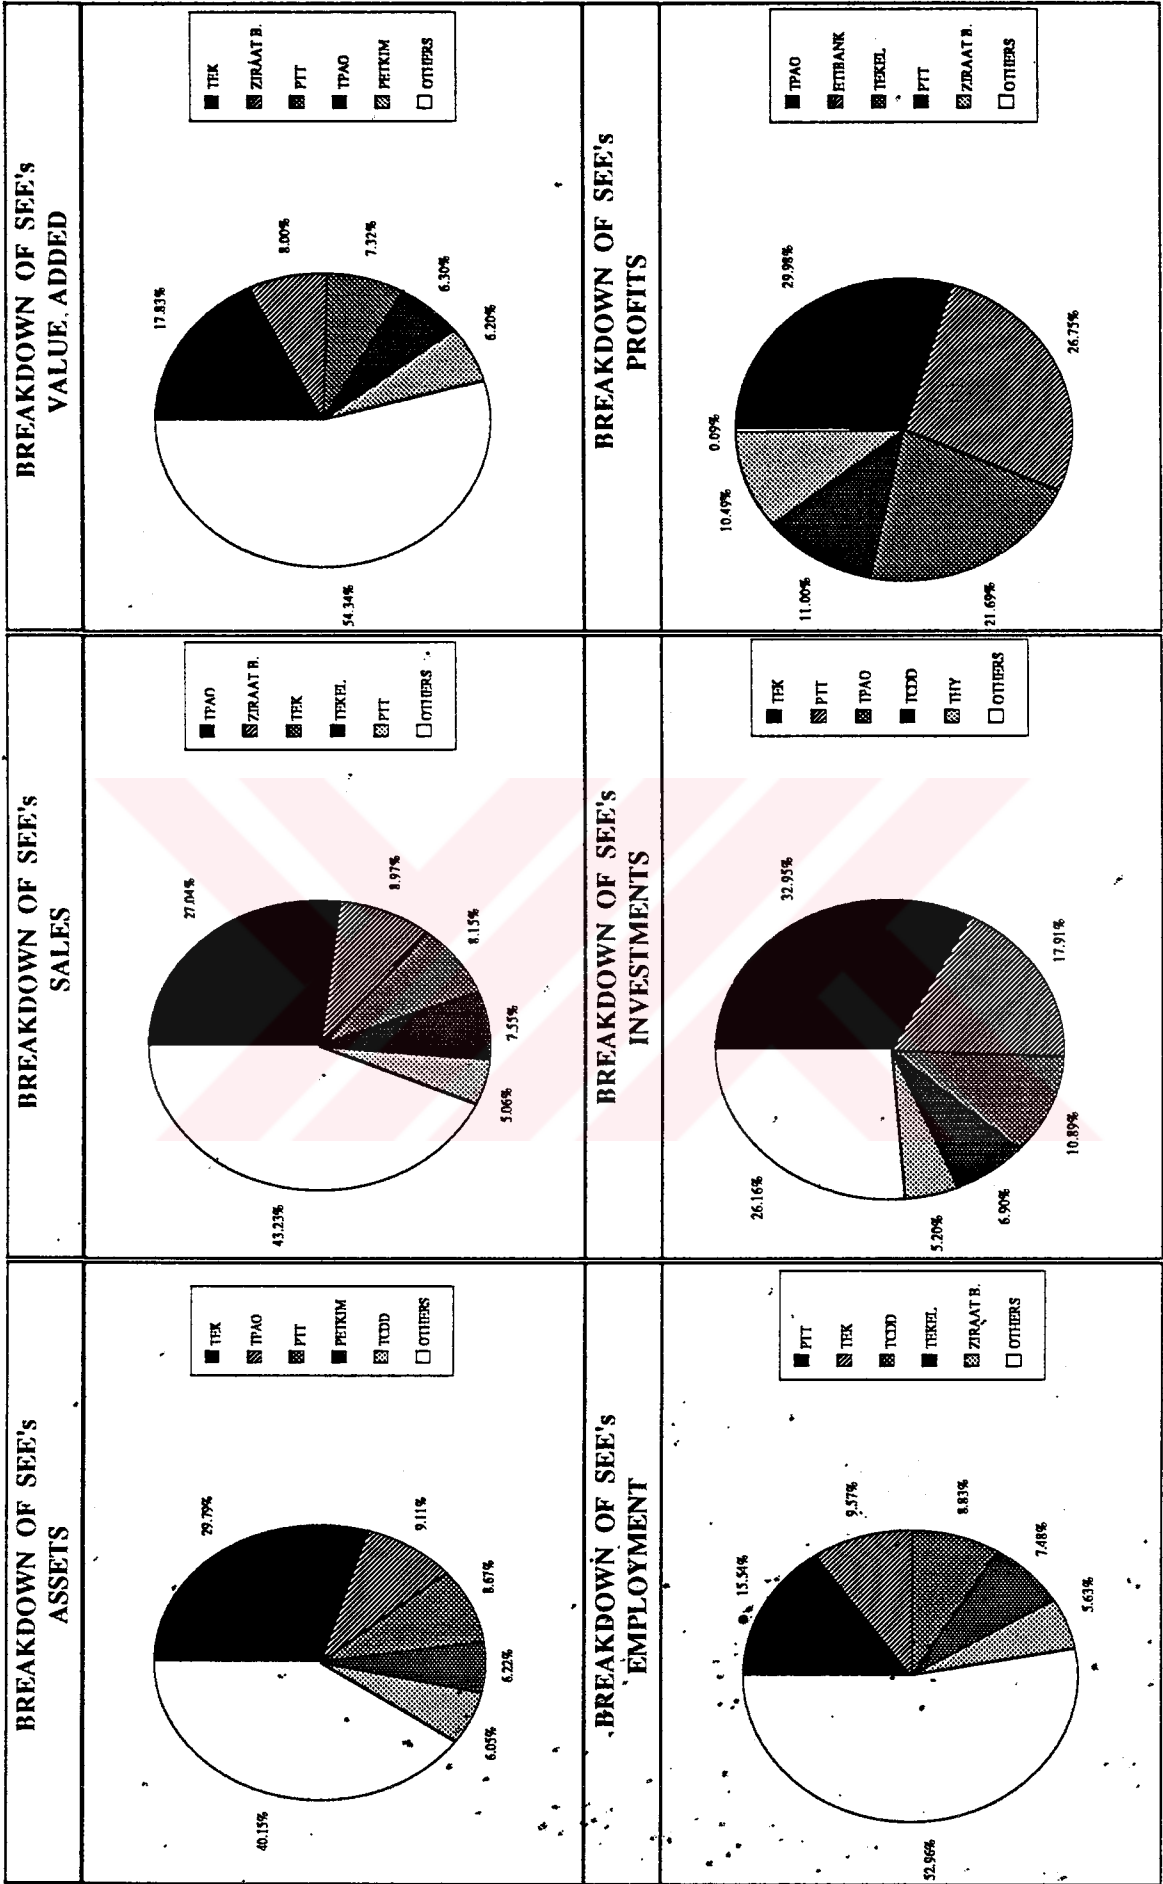 BREAKDOWN OF SEE's
ASSETS
29.79%
9.11%
8.67%
6.22%
6.05%
40.15%
TEK
TPAO
PTT
PETKIM
TCDD
OTHERS
BREAKDOWN OF SEE's
SALES
27.04%
8.97%
8.15%
7.55%
5.06%
43.23%
TPAO
ZIRAAT B.
TEK
TEKEL
PTT
OTHERS
BREAKDOWN OF SEE's
VALUE ADDED
17.83%
8.00%
7.32%
6.30%
6.20%
54.34%
TEK
ZIRAAT B.
PTT
TPAO
PETKIM
OTHERS
BREAKDOWN OF SEE's
EMPLOYMENT
15.54%
9.57%
8.83%
7.48%
5.63%
52.96%
PTT
TEK
TCDD
TEKEL
ZIRAAT B.
OTHERS
BREAKDOWN OF SEE's
INVESTMENTS
32.95%
17.91%
10.89%
6.90%
5.20%
26.16%
TEK
PTT
TPAO
TCDD
THY
OTHERS
BREAKDOWN OF SEE's
PROFITS
29.98%
26.75%
21.69%
11.00%
10.49%
0.09%
TPAO
ETIBANK
TEKEL
PTT
ZIRAAT B.
OTHERS